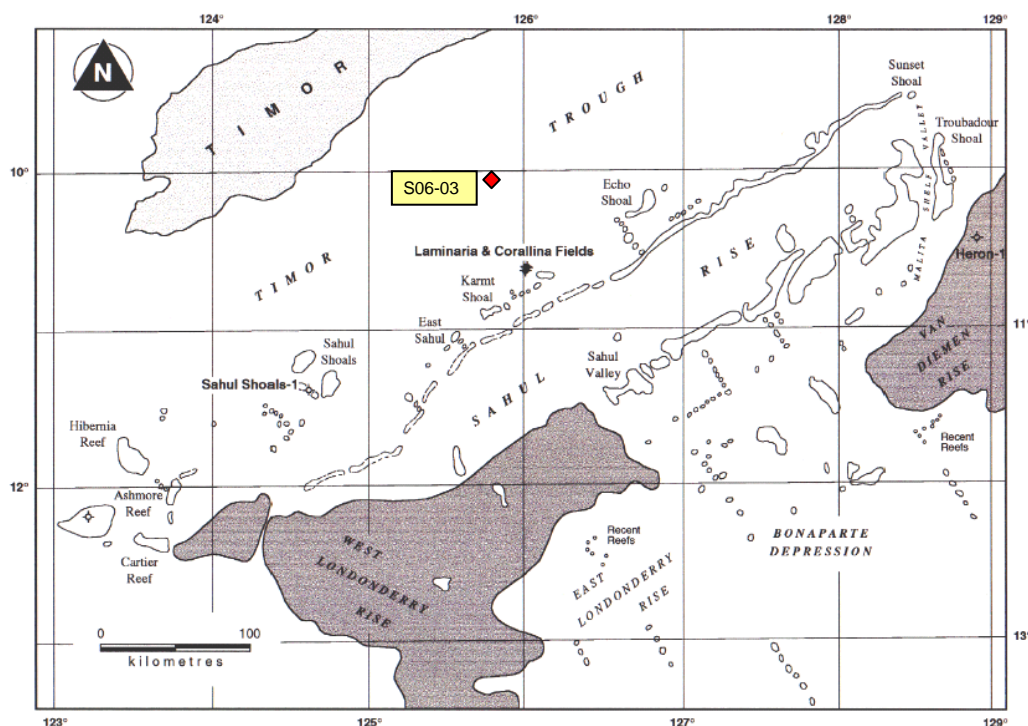 124°
126°
128°
129°
N
TIMOR
TROUGH
Sunset
Shoal
VALLEY
Troubadour
Shoal
10°
S06-03
Echo
Shoal
SHELF
Laminaria & Corallina Fields
RISE
Heron-1
TIMOR
Karmt
Shoal
MALITA
East
Sahul
11°
11°
Sahul
Shoals
Sahul
Valley
VAN
DIEMEN
RISE
Sahul Shoals-1
SAHUL
Hibernia
Reef
Recent
Reefs
12°
Ashmore
Reef
Cartier
Reef
WEST
LONDONDERRY
RISE
Recent
Reefs
BONAPARTE
DEPRESSION
EAST
LONDONDERRY
RISE
0 100
kilometres
13°
123°
125°
127°
129°